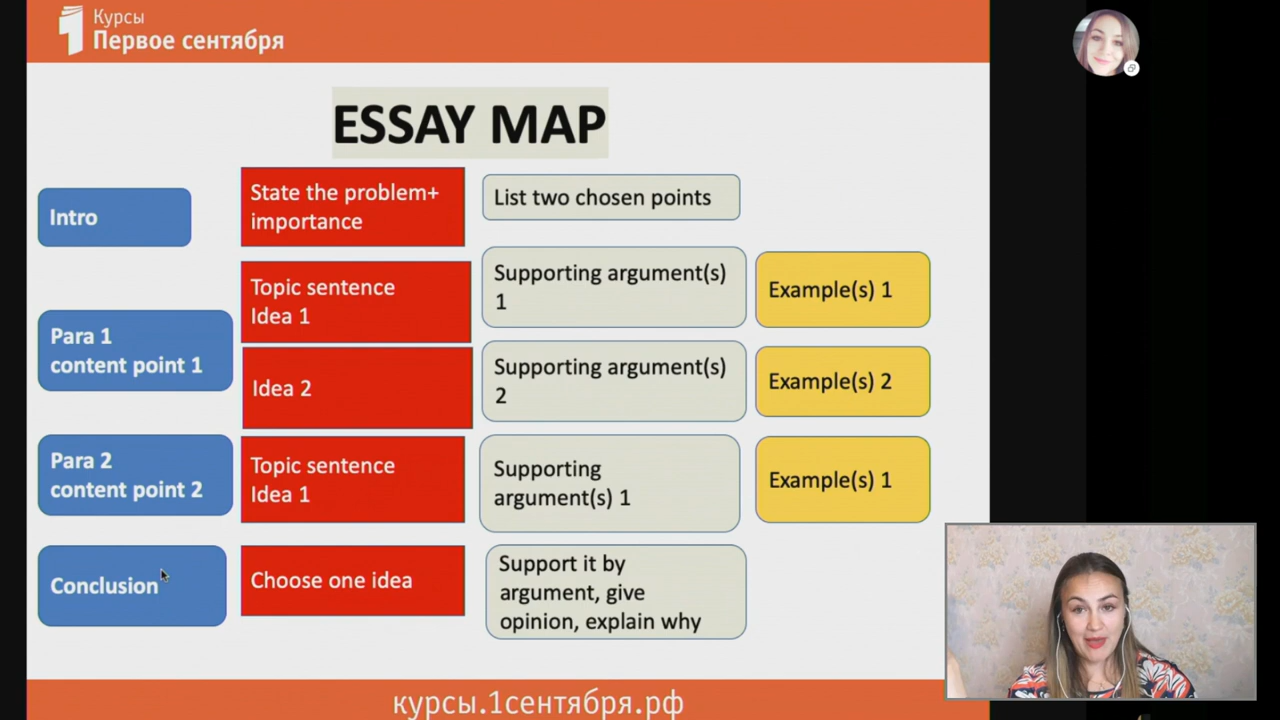 Курсы
Первое сентября
ESSAY MAP
Intro
State the problem+
importance
List two chosen points
Para 1
content point 1
Topic sentence
Idea 1
Supporting argument(s)
1
Example(s) 1
Idea 2
Supporting argument(s)
2
Example(s) 2
Para 2
content point 2
Topic sentence
Idea 1
Supporting
argument(s) 1
Example(s) 1
Conclusion
Choose one idea
Support it by
argument, give
opinion, explain why
курсы.1сентября.рф